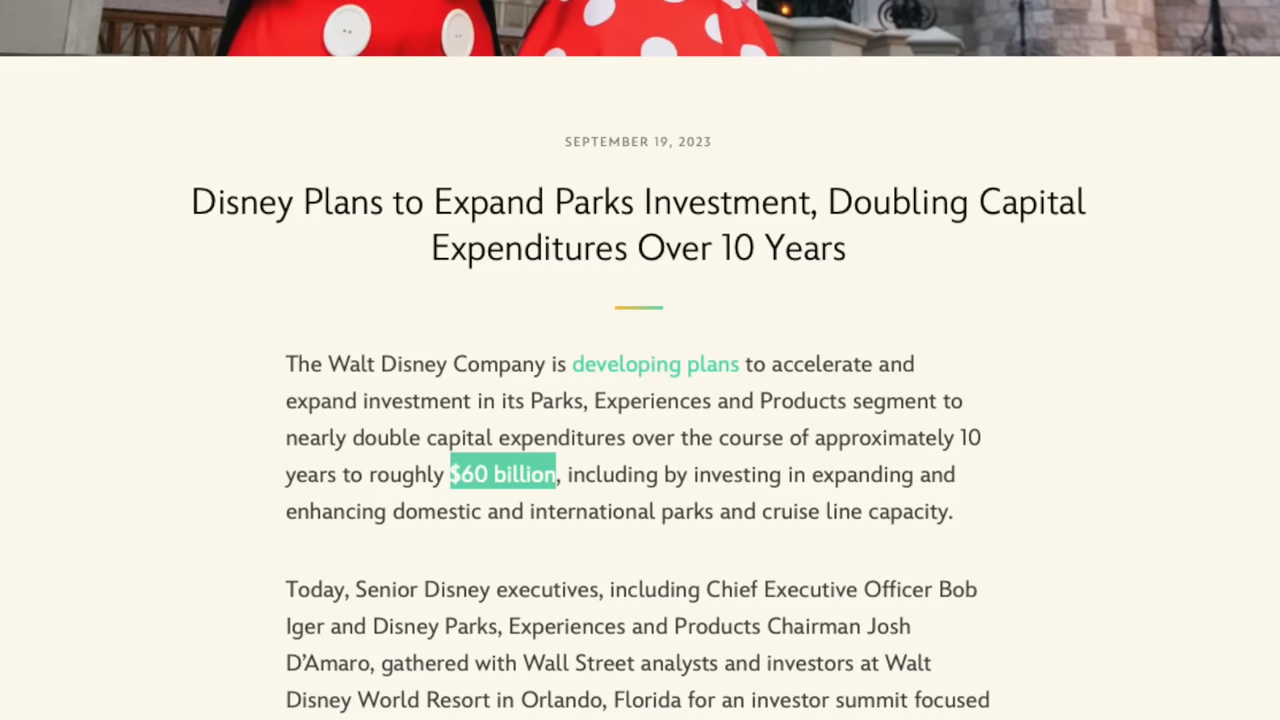 SEPTEMBER 19, 2023
Disney Plans to Expand Parks Investment, Doubling Capital
Expenditures Over 10 Years
The Walt Disney Company is developing plans to accelerate and
expand investment in its Parks, Experiences and Products segment to
nearly double capital expenditures over the course of approximately 10
years to roughly $60 billion, including by investing in expanding and
enhancing domestic and international parks and cruise line capacity.
Today, Senior Disney executives, including Chief Executive Officer Bob
Iger and Disney Parks, Experiences and Products Chairman Josh
D’Amaro, gathered with Wall Street analysts and investors at Walt
Disney World Resort in Orlando, Florida for an investor summit focused